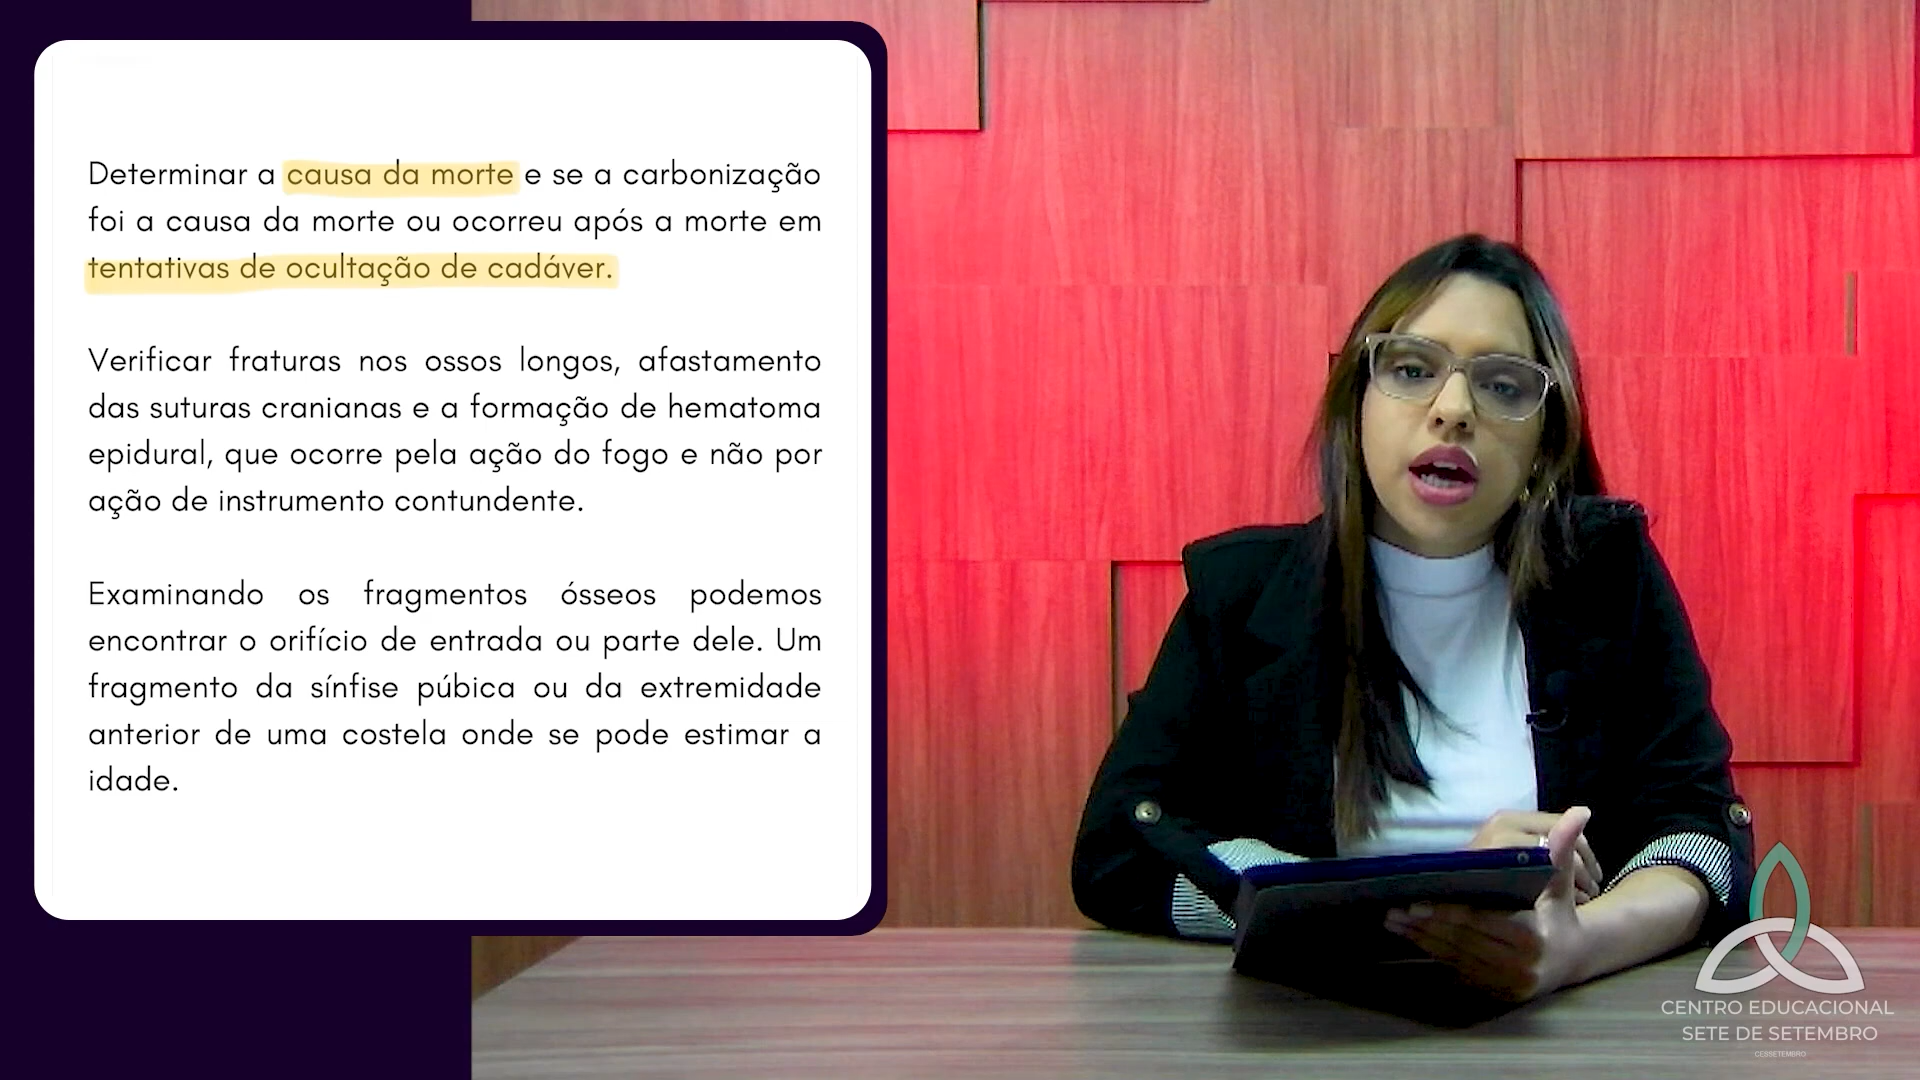 Determinar a causa da morte e se a carbonização
foi a causa da morte ou ocorreu após a morte em
tentativas de ocultação de cadáver.
Verificar fraturas nos ossos longos, afastamento
das suturas cranianas e a formação de hematoma
epidural, que ocorre pela ação do fogo e não por
ação de instrumento contundente.
Examinando os fragmentos ósseos podemos
encontrar o orifício de entrada ou parte dele. Um
fragmento da sínfise púbica ou da extremidade
anterior de uma costela onde se pode estimar a
idade.
CENTRO EDUCACIONAL
SETE DE SETEMBRO
CESSETEMBRO